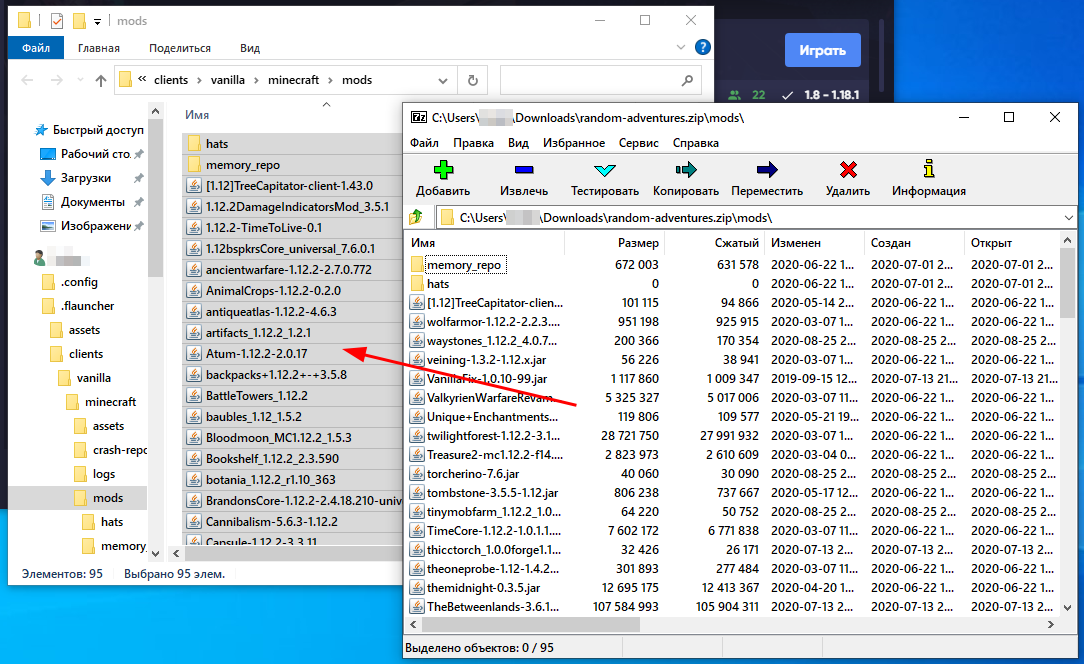 mods
Файл Главная Поделиться Вид
?
« clients › vanilla › minecraft › mods
Быстрый доступ
Рабочий сто.
Загрузки
Документы
Изображени
.config
.flauncher
assets
clients
vanilla
minecraft
assets
crash-repo
logs
mods
hats
memory_
Имя
hats
memory_repo
[1.12]TreeCapitator-client-1.43.0
1.12.2DamageIndicatorsMod_3.5.1
1.12.2-TimeToLive-0.1
1.12bspkrsCore_universal_7.6.0.1
ancientwarfare-1.12.2-2.7.0.772
AnimalCrops-1.12.2-0.2.0
antiqueatlas-1.12.2-4.6.3
artifacts_1.12.2_1.2.1
Atum-1.12.2-2.0.17
backpacks+1.12.2+-+3.5.8
BattleTowers_1.12.2
baubles_1.12_1.5.2
Bloodmoon_MC1.12.2_1.5.3
Bookshelf_1.12.2_2.3.590
botania_1.12.2_r1.10_363
BrandonsCore-1.12.2-2.4.18.210-univ
Cannibalism-5.6.3-1.12.2
Capsule-1.12.2-3.3.11
Элементов: 95 Выбрано 95 элем.
Играть
22 1.8 – 1.18.1
7z C:\Users\ \Downloads\random-adventures.zip\mods\
Файл Правка Вид Избранное Сервис Справка
Добавить Извлечь Тестировать Копировать Переместить Удалить Информация
C:\Users\ \Downloads\random-adventures.zip\mods\
Имя Размер Сжатый Изменен Создан Открыт
memory_repo 672 003 631 578 2020-06-22 1... 2020-07-01 2... 2020-07-01 2...
hats 0 0 2020-06-22 1... 2020-07-01 2... 2020-07-01 2...
[1.12]TreeCapitator-clien... 101 115 94 866 2020-05-14 2... 2020-06-22 1... 2020-06-22 1...
wolfarmor-1.12.2-2.2.3.... 951 198 925 915 2020-03-07 1... 2020-06-22 1... 2020-06-22 1...
waystones_1.12.2_4.0.7... 200 366 170 354 2020-08-25 2... 2020-08-25 2... 2020-08-25 2...
veining-1.3.2-1.12.x.jar 56 226 38 941 2020-03-07 1... 2020-06-22 1... 2020-06-22 1...
VanillaFix-1.0.10-99.jar 1 117 860 1 009 347 2019-09-15 12... 2020-07-13 21... 2020-07-13 21...
ValkyrienWarfareRevam... 5 325 327 5 017 006 2020-03-07 11... 2020-06-22 1... 2020-06-22 1...
Unique+Enchantments... 119 806 109 577 2020-05-21 19... 2020-06-22 1... 2020-06-22 1...
twilightforest-1.12.2-3.1... 28 721 750 27 991 932 2020-03-07 1... 2020-06-22 1... 2020-06-22 1...
Treasure2-mc1.12.2-f14.... 2 823 973 2 610 609 2020-03-04 0... 2020-06-22 1... 2020-06-22 1...
torcherino-7.6.jar 40 060 30 090 2020-08-25 2... 2020-08-25 2... 2020-08-25 2...
tombstone-3.5.5-1.12.jar 806 238 737 667 2020-05-17 12... 2020-06-22 1... 2020-06-22 1...
tinymobfarm_1.12.2_1.0... 64 220 50 752 2020-08-25 2... 2020-08-25 2... 2020-08-25 2...
TimeCore-1.12.2-1.0.1.1... 7 602 172 6 771 838 2020-03-07 11... 2020-06-22 1... 2020-06-22 1...
thicctorch_1.0.0forge1.1... 32 426 26 171 2020-07-13 2... 2020-07-13 2... 2020-07-13 2...
theoneprobe-1.12-1.4.2... 301 893 277 484 2020-03-07 11... 2020-06-22 1... 2020-06-22 1...
themidnight-0.3.5.jar 12 695 175 12 413 367 2020-04-20 1... 2020-06-22 1... 2020-06-22 1...
TheBetweenlands-3.6.1... 107 584 993 105 904 311 2020-07-13 2... 2020-07-13 2... 2020-07-13 2...
Выделено объектов: 0 / 95